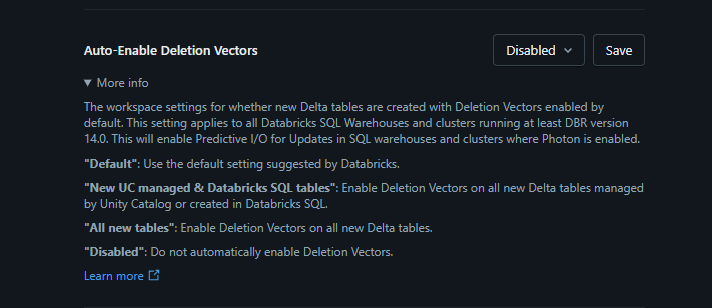 Auto-Enable Deletion Vectors
Disabled
Save
More info
The workspace settings for whether new Delta tables are created with Deletion Vectors enabled by
default. This setting applies to all Databricks SQL Warehouses and clusters running at least DBR version
14.0. This will enable Predictive I/O for Updates in SQL warehouses and clusters where Photon is enabled.
"Default": Use the default setting suggested by Databricks.
"New UC managed & Databricks SQL tables": Enable Deletion Vectors on all new Delta tables managed
by Unity Catalog or created in Databricks SQL.
"All new tables": Enable Deletion Vectors on all new Delta tables.
"Disabled": Do not automatically enable Deletion Vectors.
Learn more